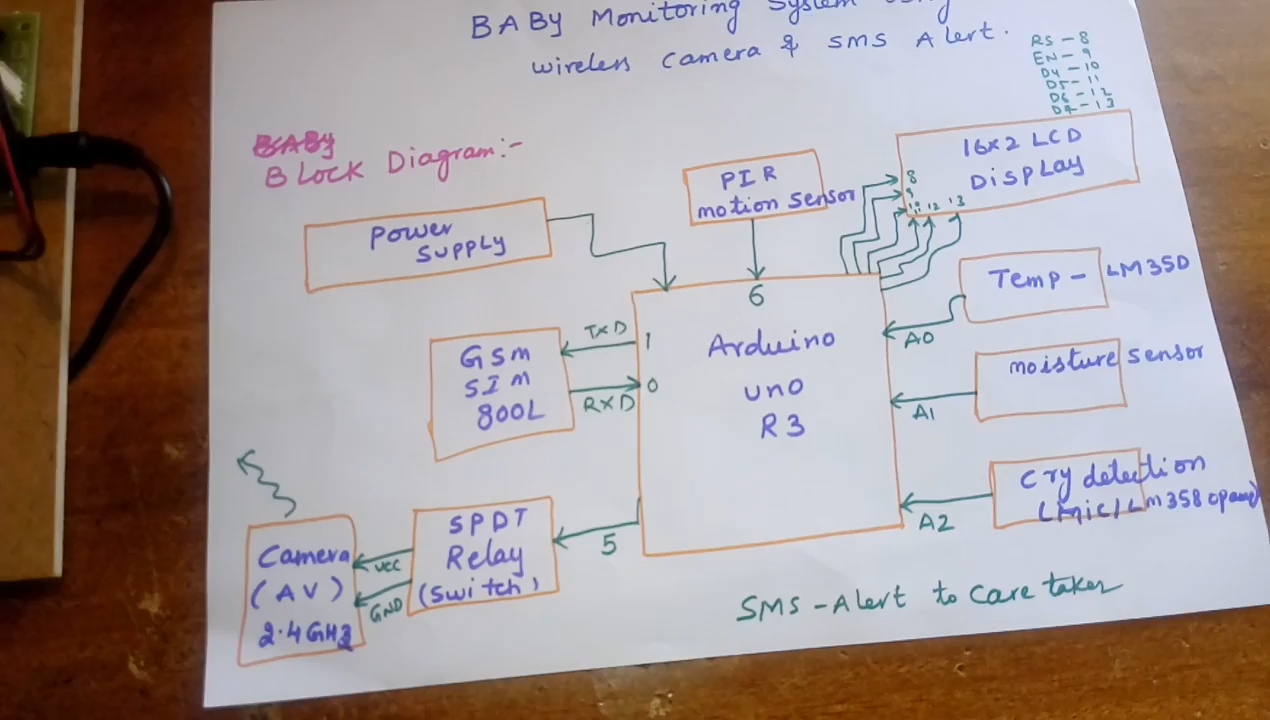 BABy Monitoring System using
wireless camera & SMS Alert.
RS - 8
EN - 9
D4 - 10
D5 - 11
D6 - 12
D7 - 13
BABy
Block Diagram:-
16x2 LCD
Display
8
9
10
11
12
13
PIR
motion sensor
6
Power
Supply
Temp - LM35D
A0
GSM
SIM
800L
TXD
1
RXD
0
Arduino
uno
R3
moisture sensor
A1
Cry detection
(mic/Lm358 opamp)
A2
SPDT
Relay
(Switch)
5
Camera
(AV)
2.4GHz
VCC
GND
SMS - Alert to care taker